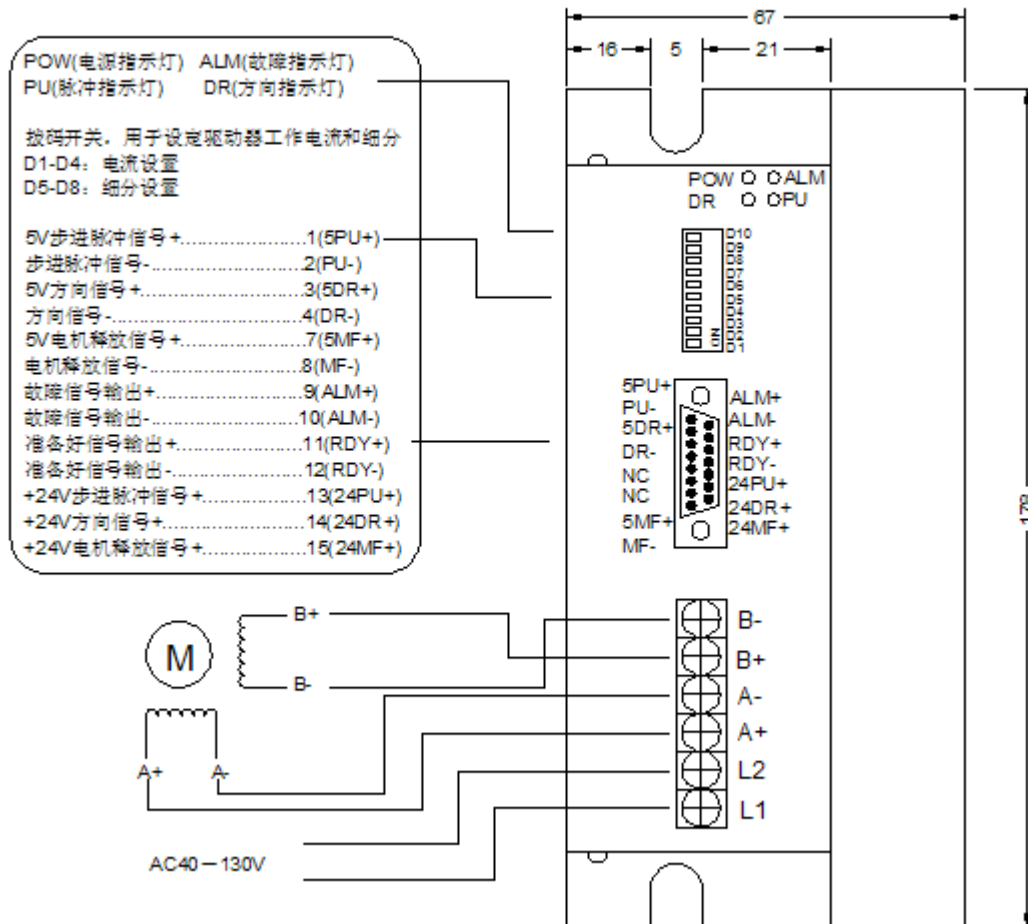 67
16 5 21
POW(电源指示灯) ALM(故障指示灯)
PU(脉冲指示灯) DR(方向指示灯)
拨码开关，用于设定驱动器工作电流和细分
D1-D4：电流设置
D5-D8：细分设置
5V步进脉冲信号+......................1(5PU+)
步进脉冲信号-..........................2(PU-)
5V方向信号+...........................3(5DR+)
方向信号-................................4(DR-)
5V电机释放信号+.....................7(5MF+)
电机释放信号-..........................8(MF-)
故障信号输出+.........................9(ALM+)
故障信号输出-.........................10(ALM-)
准备好信号输出+.....................11(RDY+)
准备好信号输出-......................12(RDY-)
+24V步进脉冲信号+.................13(24PU+)
+24V方向信号+.......................14(24DR+)
+24V电机释放信号+.................15(24MF+)
POW ALM
DR PU
D10
D9
D8
D7
D6
D5
D4
D3
D2
D1
ON
5PU+
PU-
5DR+
DR-
NC
NC
5MF+
MF-
ALM+
ALM-
RDY+
RDY-
24PU+
24DR+
24MF+
178
B+
M
B-
A+ A-
AC40－130V
B-
B+
A-
A+
L2
L1